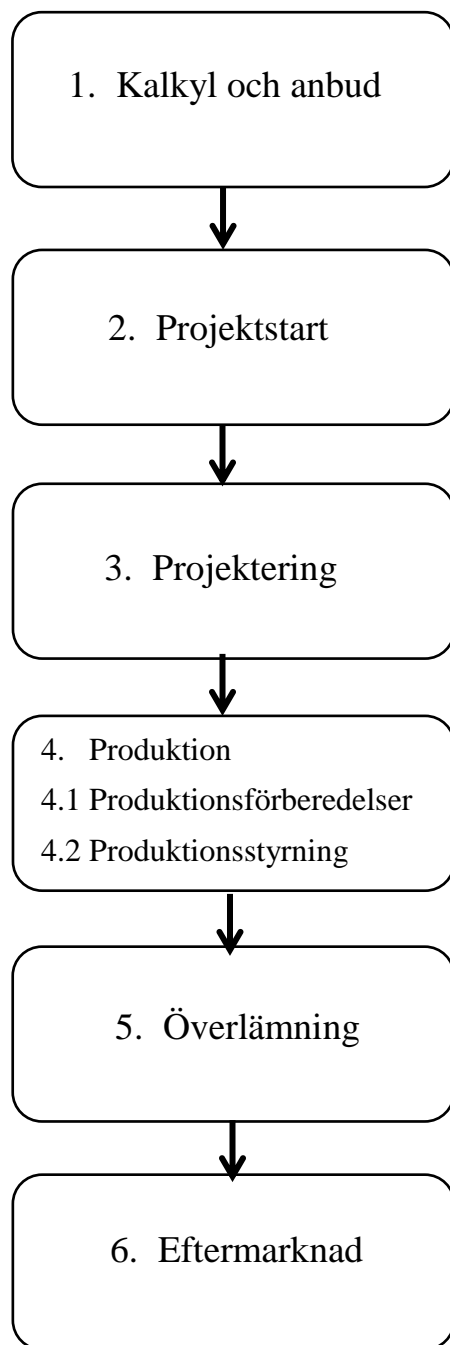 1. Kalkyl och anbud
2. Projektstart
3. Projektering
4. Produktion
4.1 Produktionsförberedelser
4.2 Produktionsstyrning
5. Överlämning
6. Eftermarknad